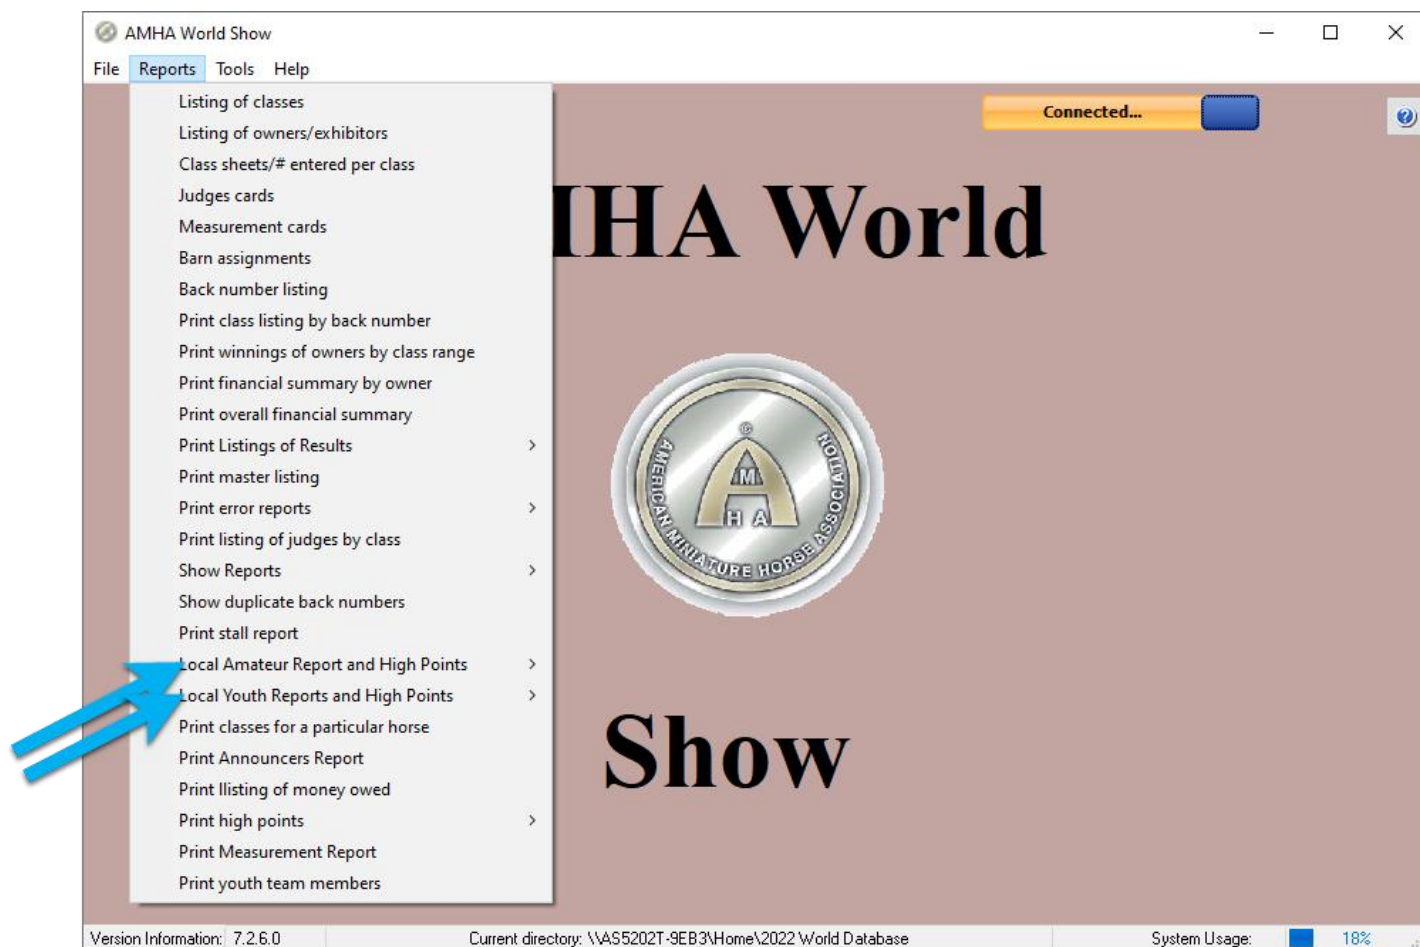 AMHA World Show
File Reports Tools Help
Listing of classes
Listing of owners/exhibitors
Class sheets/# entered per class
Judges cards
Measurement cards
Barn assignments
Back number listing
Print class listing by back number
Print winnings of owners by class range
Print financial summary by owner
Print overall financial summary
Print Listings of Results
Print master listing
Print error reports
Print listing of judges by class
Show Reports
Show duplicate back numbers
Print stall report
Local Amateur Report and High Points
Local Youth Reports and High Points
Print classes for a particular horse
Print Announcers Report
Print llisting of money owed
Print high points
Print Measurement Report
Print youth team members
Connected...
MHA World
©
AMERICAN MINIATURE HORSE ASSOCIATION
M
H A
Show
Version Information: 7.2.6.0 Current directory: \\AS5202T-9EB3\Home\2022 World Database System Usage: 18%